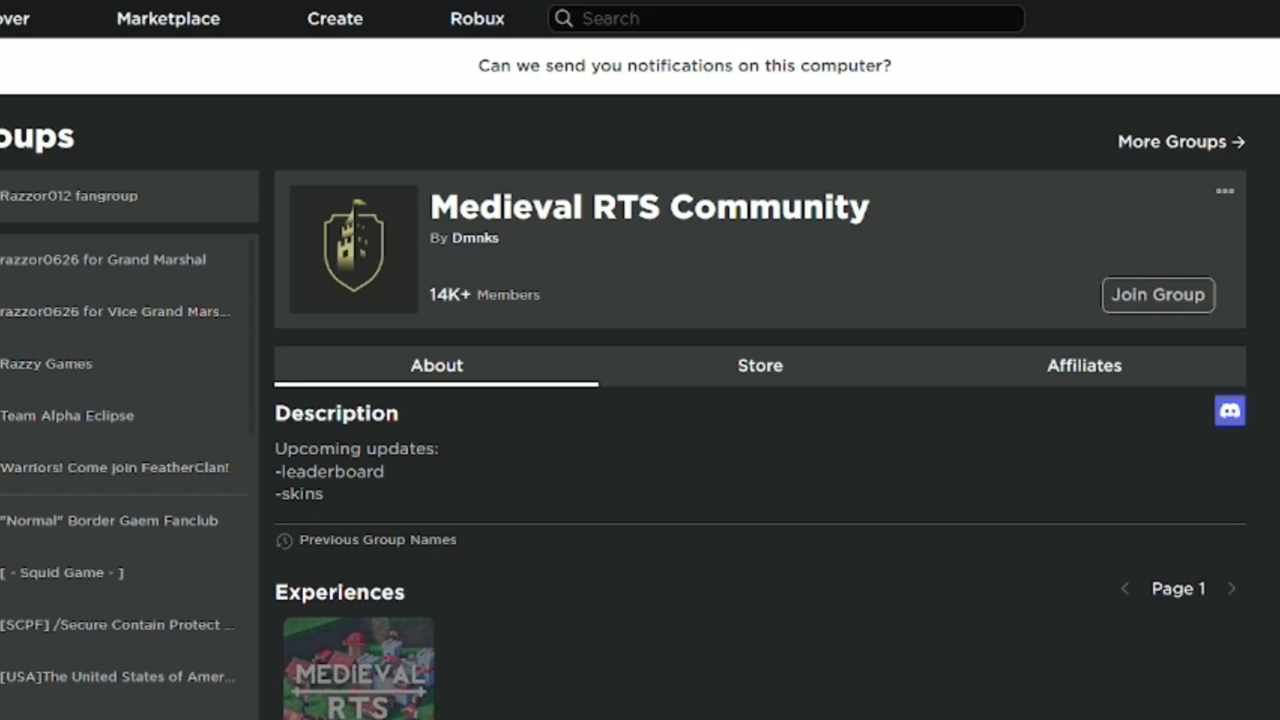 over Marketplace Create Robux Search
Can we send you notifications on this computer?
oups
More Groups →
Razzor012 fangroup
razzor0626 for Grand Marshal
razzor0626 for Vice Grand Mars...
Razzy Games
Team Alpha Eclipse
Warriors! Come join FeatherClan!
"Normal" Border Gaem Fanclub
[ - Squid Game - ]
[SCPF] /Secure Contain Protect ...
[USA]The United States of Amer...
Medieval RTS Community
By Dmnks
14K+ Members
Join Group
About Store Affiliates
Description
Upcoming updates:
-leaderboard
-skins
Previous Group Names
Experiences
Page 1
MEDIEVAL
RTS